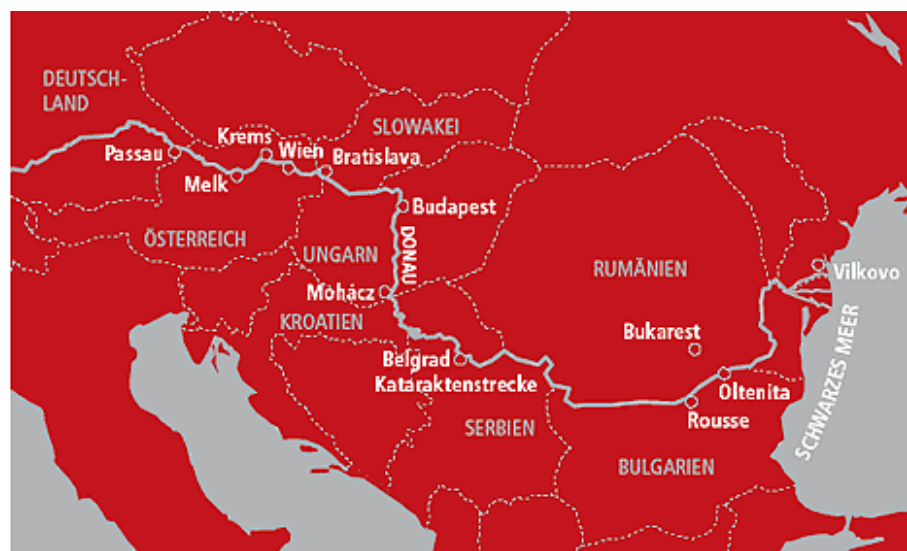 DEUTSCH-
LAND
Krems
SLOWAKEI
Passau
Wien
Bratislava
Melk
Budapest
ÖSTERREICH
UNGARN
DONAU
RUMÄNIEN
Vilkovo
Mohácz
KROATIEN
Bukarest
SCHWARZES MEER
Belgrad
Kataraktenstrecke
Oltenita
Rousse
SERBIEN
BULGARIEN